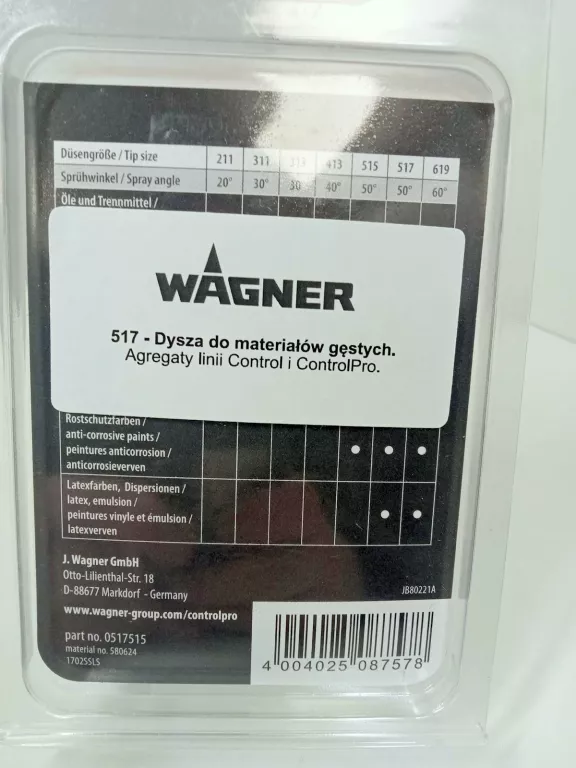 Düsengröße / Tip size 211 311 313 413 515 517 619
Sprühwinkel / Spray angle 20° 30° 30° 40° 50° 50° 60°
Öle und Trennmittel /
WAGNER
517 - Dysza do materiałów gęstych.
Agregaty linii Control i ControlPro.
Rostschutzfarben /
anti-corrosive paints /
peintures anticorrosion /
anticorrosieverven
Latexfarben, Dispersionen /
latex, emulsion /
peintures vinyle et émulsion /
latexverven
J. Wagner GmbH
Otto-Lilienthal-Str. 18
D-88677 Markdorf - Germany
JB80221A
www.wagner-group.com/controlpro
part no. 0517515
material no. 580624
17025SLS
4 004025 087578